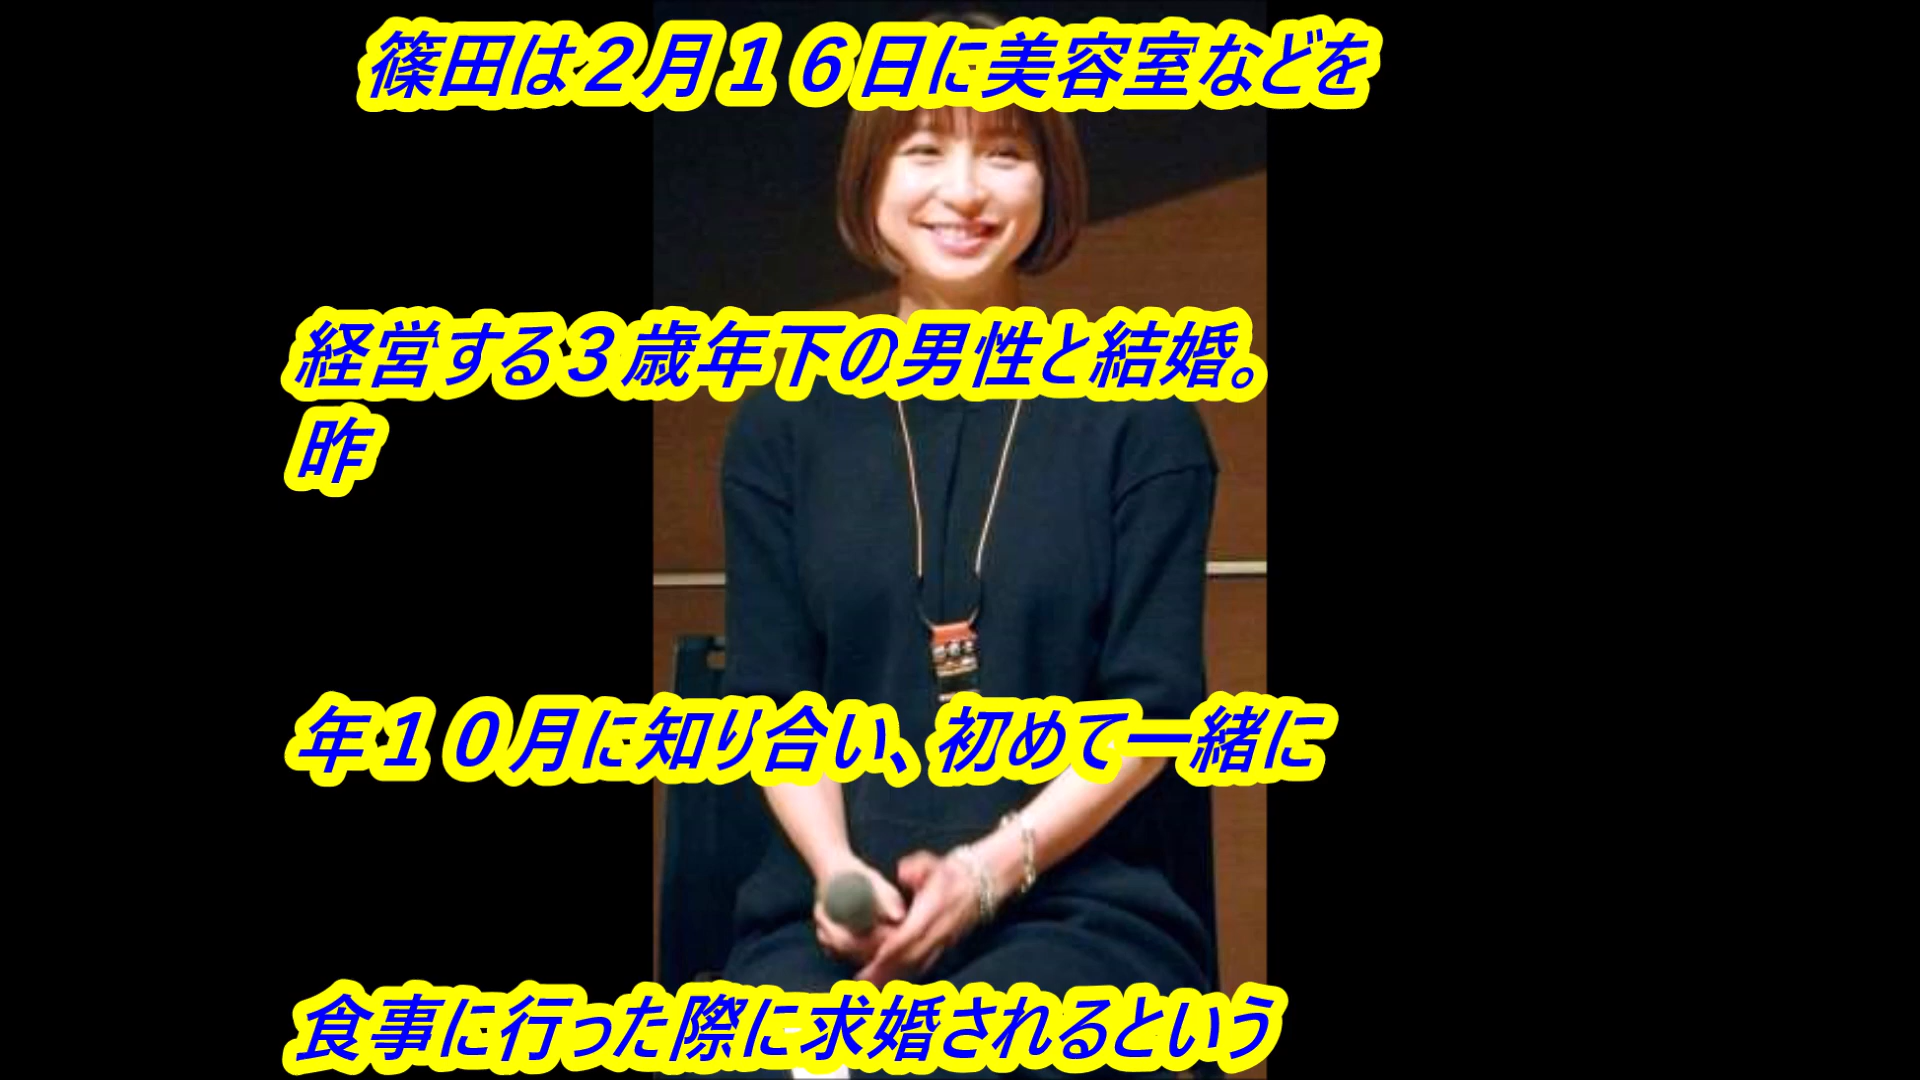 篠田は２月１６日に美容室などを
経営する３歳年下の男性と結婚。
昨
年１０月に知り合い、初めて一緒に
食事に行った際に求婚されるという